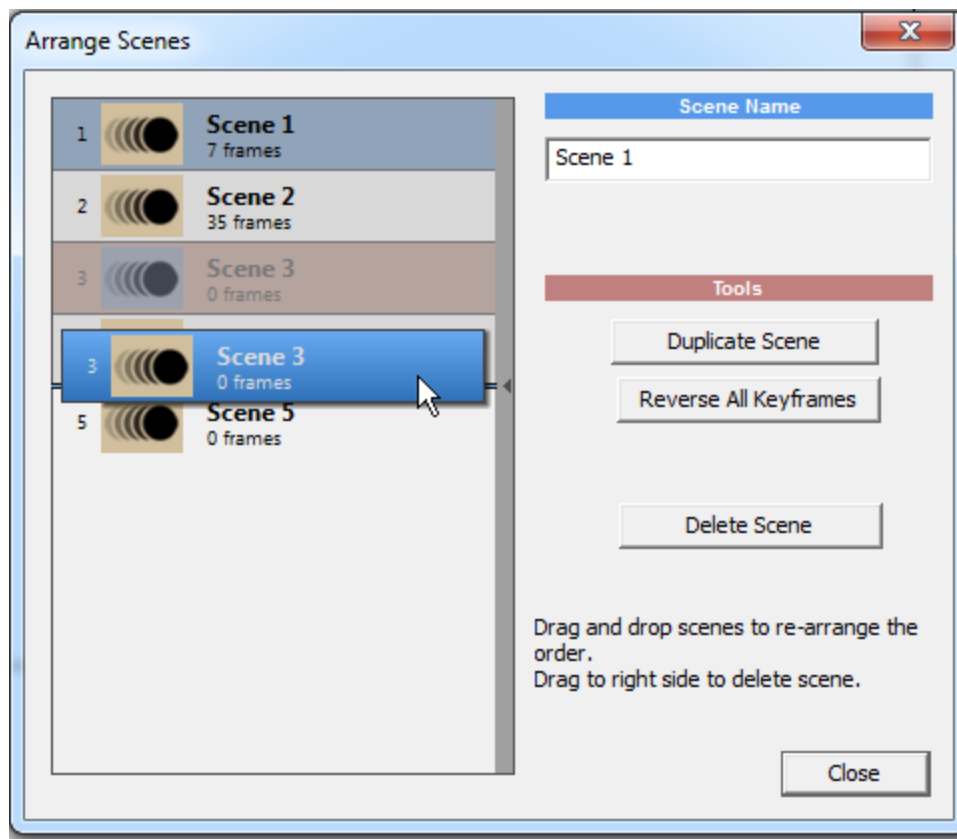 Arrange Scenes
1
Scene 1
7 frames
2
Scene 2
35 frames
3
Scene 3
0 frames
3
Scene 3
0 frames
5
Scene 5
0 frames
Scene Name
Scene 1
Tools
Duplicate Scene
Reverse All Keyframes
Delete Scene
Drag and drop scenes to re-arrange the
order.
Drag to right side to delete scene.
Close